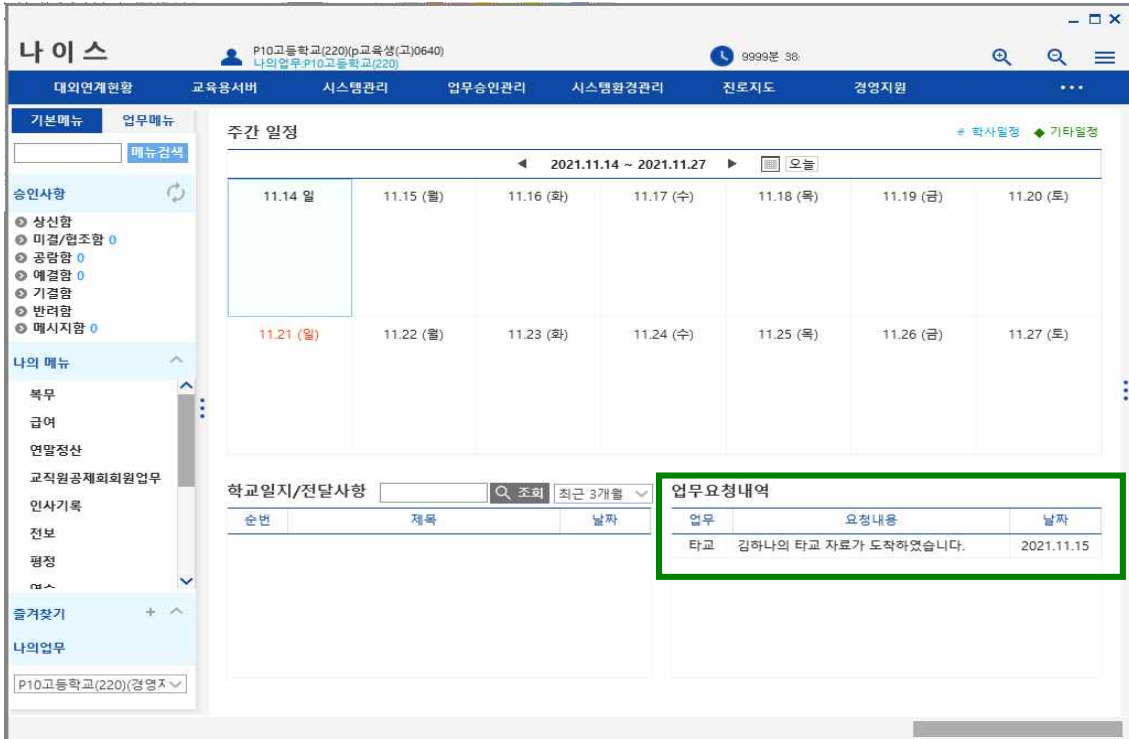 나이스
P10고등학교(220)(p교육생(고)0640)
나의업무:P10고등학교(220)
9999분 38
대외연계현황 교육용서버 시스템관리 업무승인관리 시스템환경관리 진로지도 경영지원
기본메뉴 업무메뉴
메뉴검색
승인사항
상신함
미결/협조함 0
공람함 0
예결함 0
기결함
반려함
메시지함 0
나의 메뉴
복무
급여
연말정산
교직원공제회회원업무
인사기록
전보
평정
즐겨찾기
나의업무
P10고등학교(220)(경영지
주간 일정
# 학사일정 ◆ 기타일정
◀ 2021.11.14 ~ 2021.11.27 ▶ 오늘
11.14 일 11.15 (월) 11.16 (화) 11.17 (수) 11.18 (목) 11.19 (금) 11.20 (토)
11.21 (일) 11.22 (월) 11.23 (화) 11.24 (수) 11.25 (목) 11.26 (금) 11.27 (토)
학교일지/전달사항 조회 최근 3개월
순번 제목 날짜
업무요청내역
업무 요청내용 날짜
타교 김하나의 타교 자료가 도착하였습니다. 2021.11.15